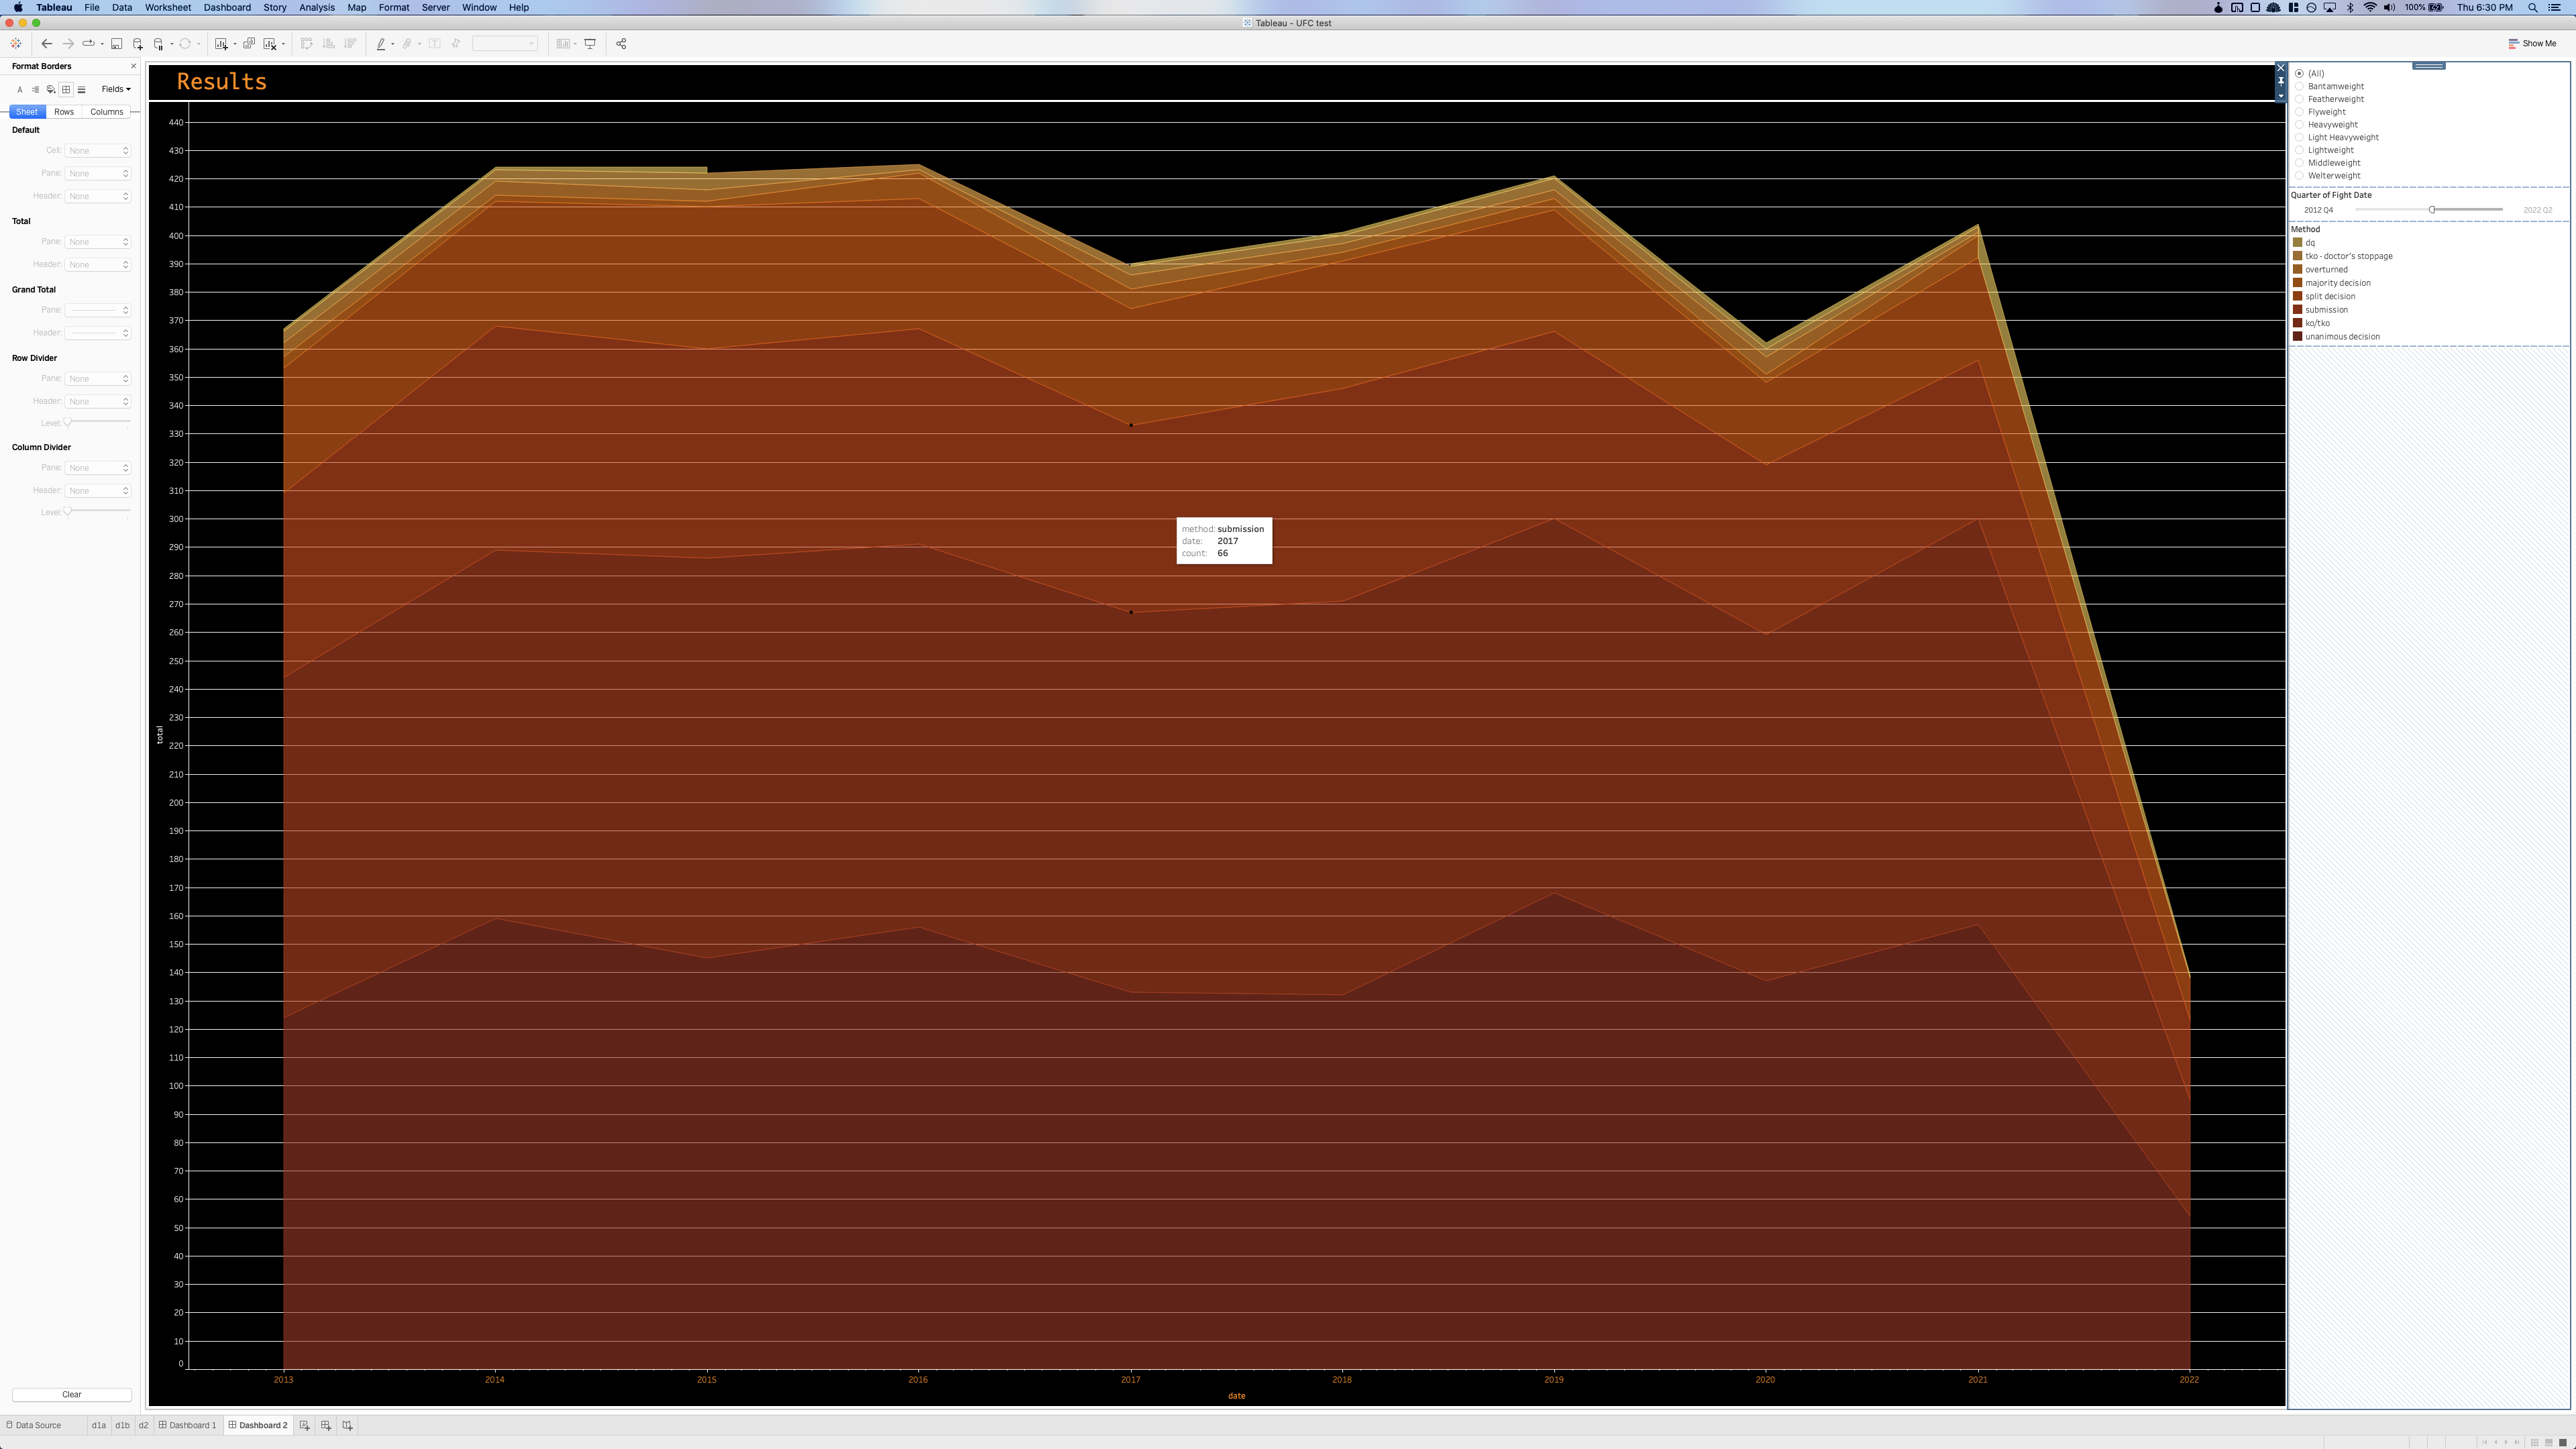 Tableau File Data Worksheet Dashboard Story Analysis Map Format Server Window Help 100% Thu 6:30 PM
Tableau - UFC test
Show Me
Format Borders
A Fields
Sheet Rows Columns
Default
Cell: None
Pane: None
Header: None
Total
Pane: None
Header: None
Grand Total
Pane:
Header:
Row Divider
Pane: None
Header: None
Level:
Column Divider
Pane: None
Header: None
Level:
Clear
Results
440
430
420
410
400
390
380
370
360
350
340
330
320
310
300
290
280
270
260
250
240
230
220
210
200
190
180
170
160
150
140
130
120
110
100
90
80
70
60
50
40
30
20
10
0
total
method: submission
date: 2017
count: 66
2013 2014 2015 2016 2017 2018 2019 2020 2021 2022
date
(All)
Bantamweight
Featherweight
Flyweight
Heavyweight
Light Heavyweight
Lightweight
Middleweight
Welterweight
Quarter of Fight Date
2012 Q4 2022 Q2
Method
dq
tko - doctor's stoppage
overturned
majority decision
split decision
submission
ko/tko
unanimous decision
Data Source d1a d1b d2 Dashboard 1 Dashboard 2